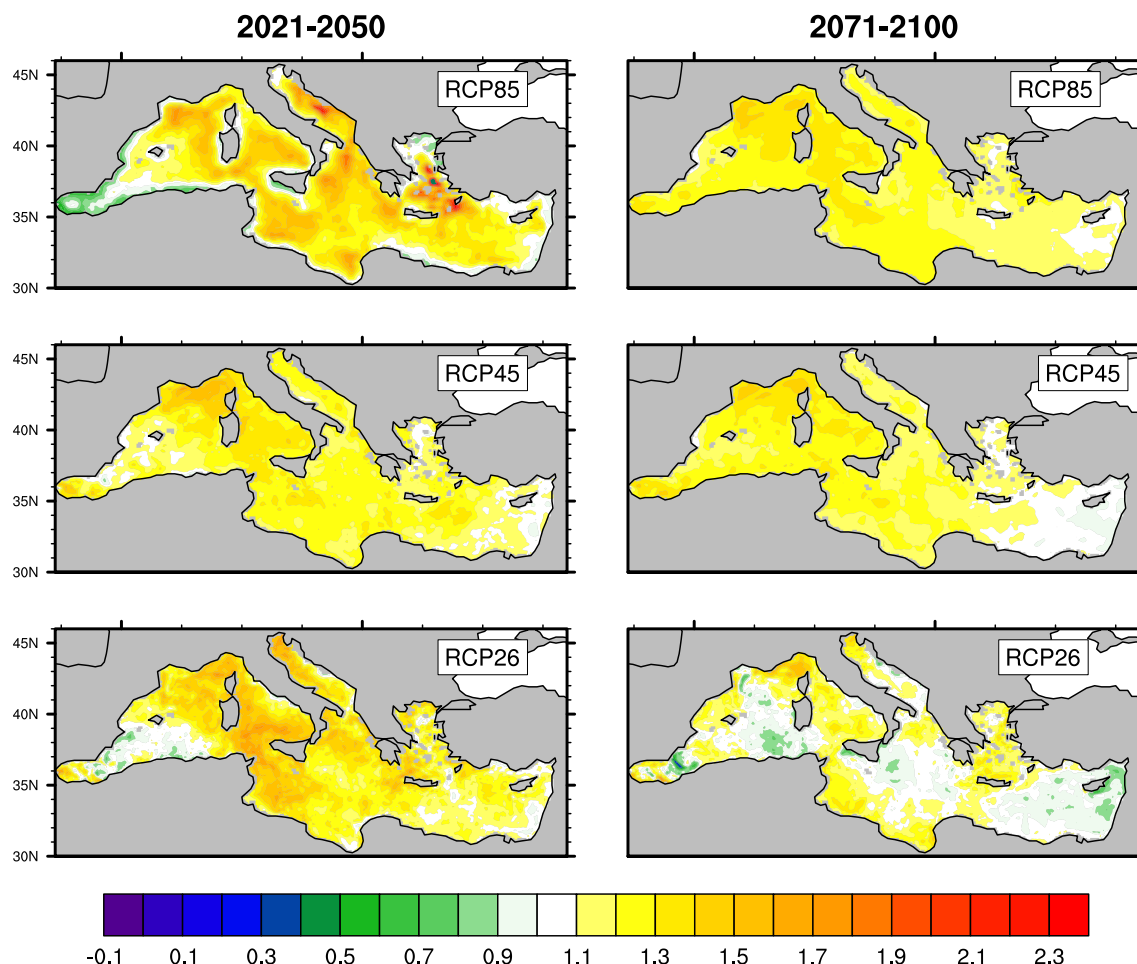 2021-2050 2071-2100
45N RCP85 RCP85
40N
35N
30N
45N RCP45 RCP45
40N
35N
30N
45N RCP26 RCP26
40N
35N
30N
-0.1 0.1 0.3 0.5 0.7 0.9 1.1 1.3 1.5 1.7 1.9 2.1 2.3